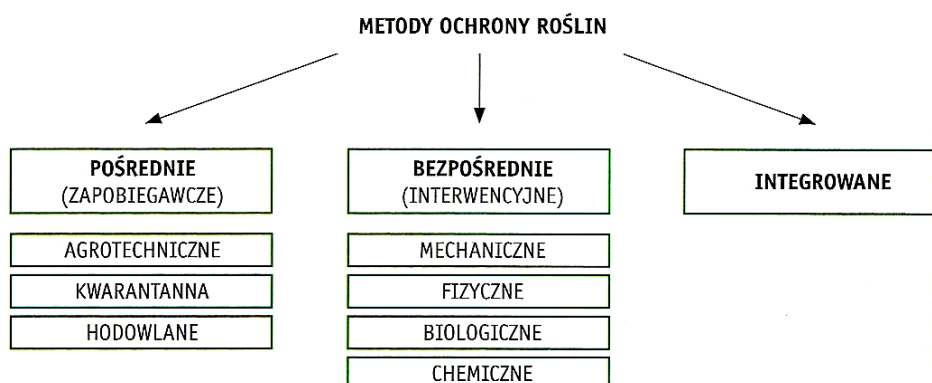 METODY OCHRONY ROŚLIN
POŚREDNIE
(ZAPOBIEGAWCZE)
AGROTECHNICZNE
KWARANTANNA
HODOWLANE
BEZPOŚREDNIE
(INTERWENCYJNE)
MECHANICZNE
FIZYCZNE
BIOLOGICZNE
CHEMICZNE
INTEGROWANE